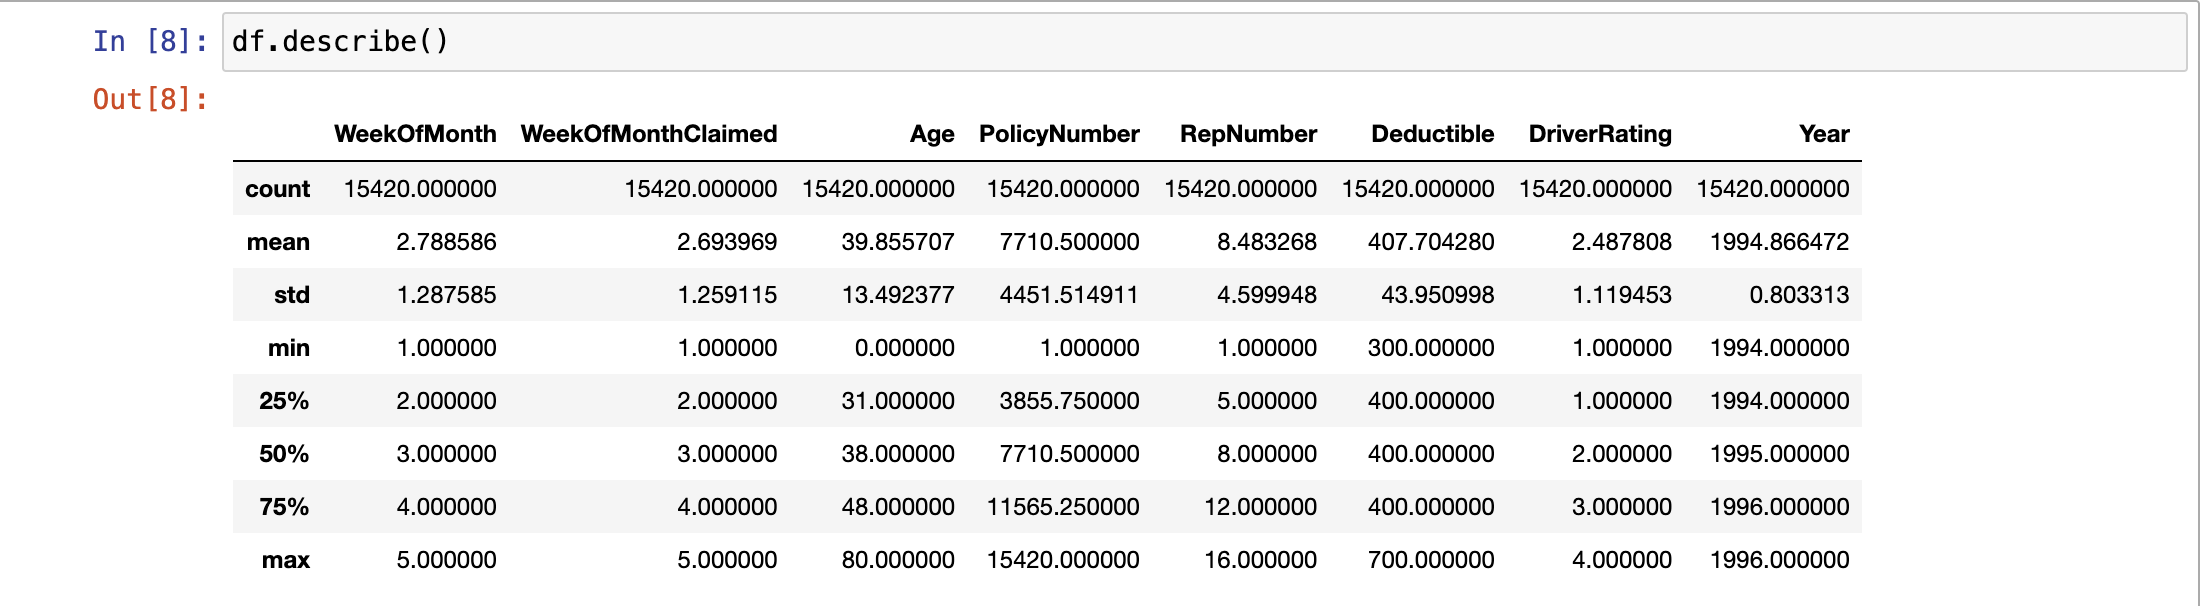 In [8]: df.describe()
Out[8]:
WeekOfMonth WeekOfMonthClaimed Age PolicyNumber RepNumber Deductible DriverRating Year
count 15420.000000 15420.000000 15420.000000 15420.000000 15420.000000 15420.000000 15420.000000 15420.000000
mean 2.788586 2.693969 39.855707 7710.500000 8.483268 407.704280 2.487808 1994.866472
std 1.287585 1.259115 13.492377 4451.514911 4.599948 43.950998 1.119453 0.803313
min 1.000000 1.000000 0.000000 1.000000 1.000000 300.000000 1.000000 1994.000000
25% 2.000000 2.000000 31.000000 3855.750000 5.000000 400.000000 1.000000 1994.000000
50% 3.000000 3.000000 38.000000 7710.500000 8.000000 400.000000 2.000000 1995.000000
75% 4.000000 4.000000 48.000000 11565.250000 12.000000 400.000000 3.000000 1996.000000
max 5.000000 5.000000 80.000000 15420.000000 16.000000 700.000000 4.000000 1996.000000